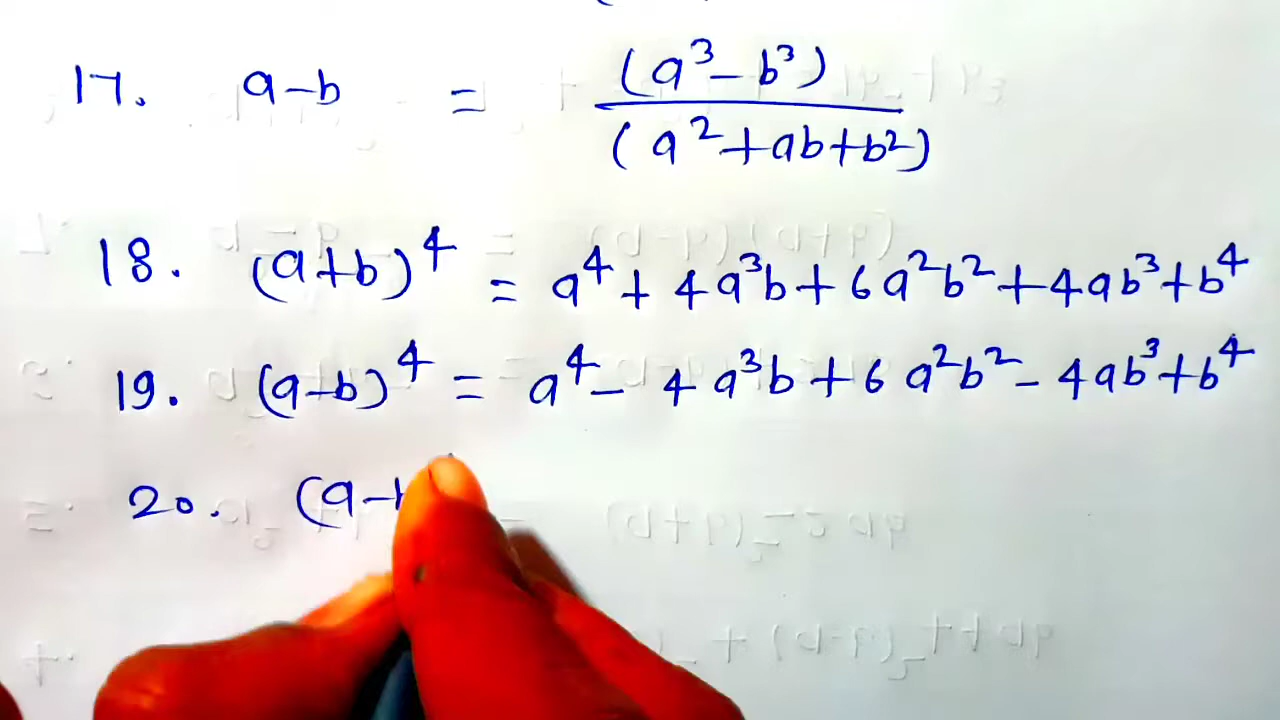 17. a-b = (a³-b³) / (a²+ab+b²)
18. (a+b)⁴ = a⁴+4a³b+6a²b²+4ab³+b⁴
19. (a-b)⁴ = a⁴-4a³b+6a²b²-4ab³+b⁴
20. (a-